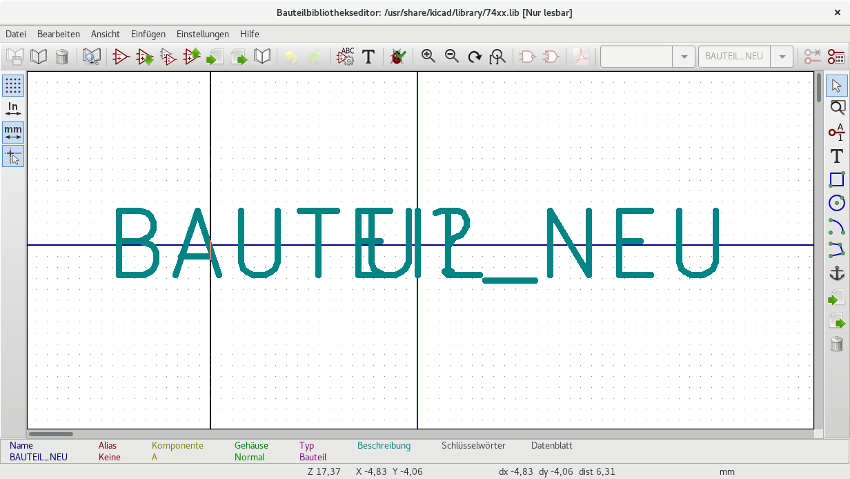 Bauteilbibliothekseditor: /usr/share/kicad/library/74xx.lib [Nur lesbar]
Datei Bearbeiten Ansicht Einfügen Einstellungen Hilfe
ABC T BAUTEIL_NEU
In
mm
A
1
T
BAUTEIL_NEU
U?
Name Alias Komponente Gehäuse Typ Beschreibung Schlüsselwörter Datenblatt
BAUTEIL_NEU Keine A Normal Bauteil
Z 17,37 X -4,83 Y -4,06 dx -4,83 dy -4,06 dist 6,31 mm